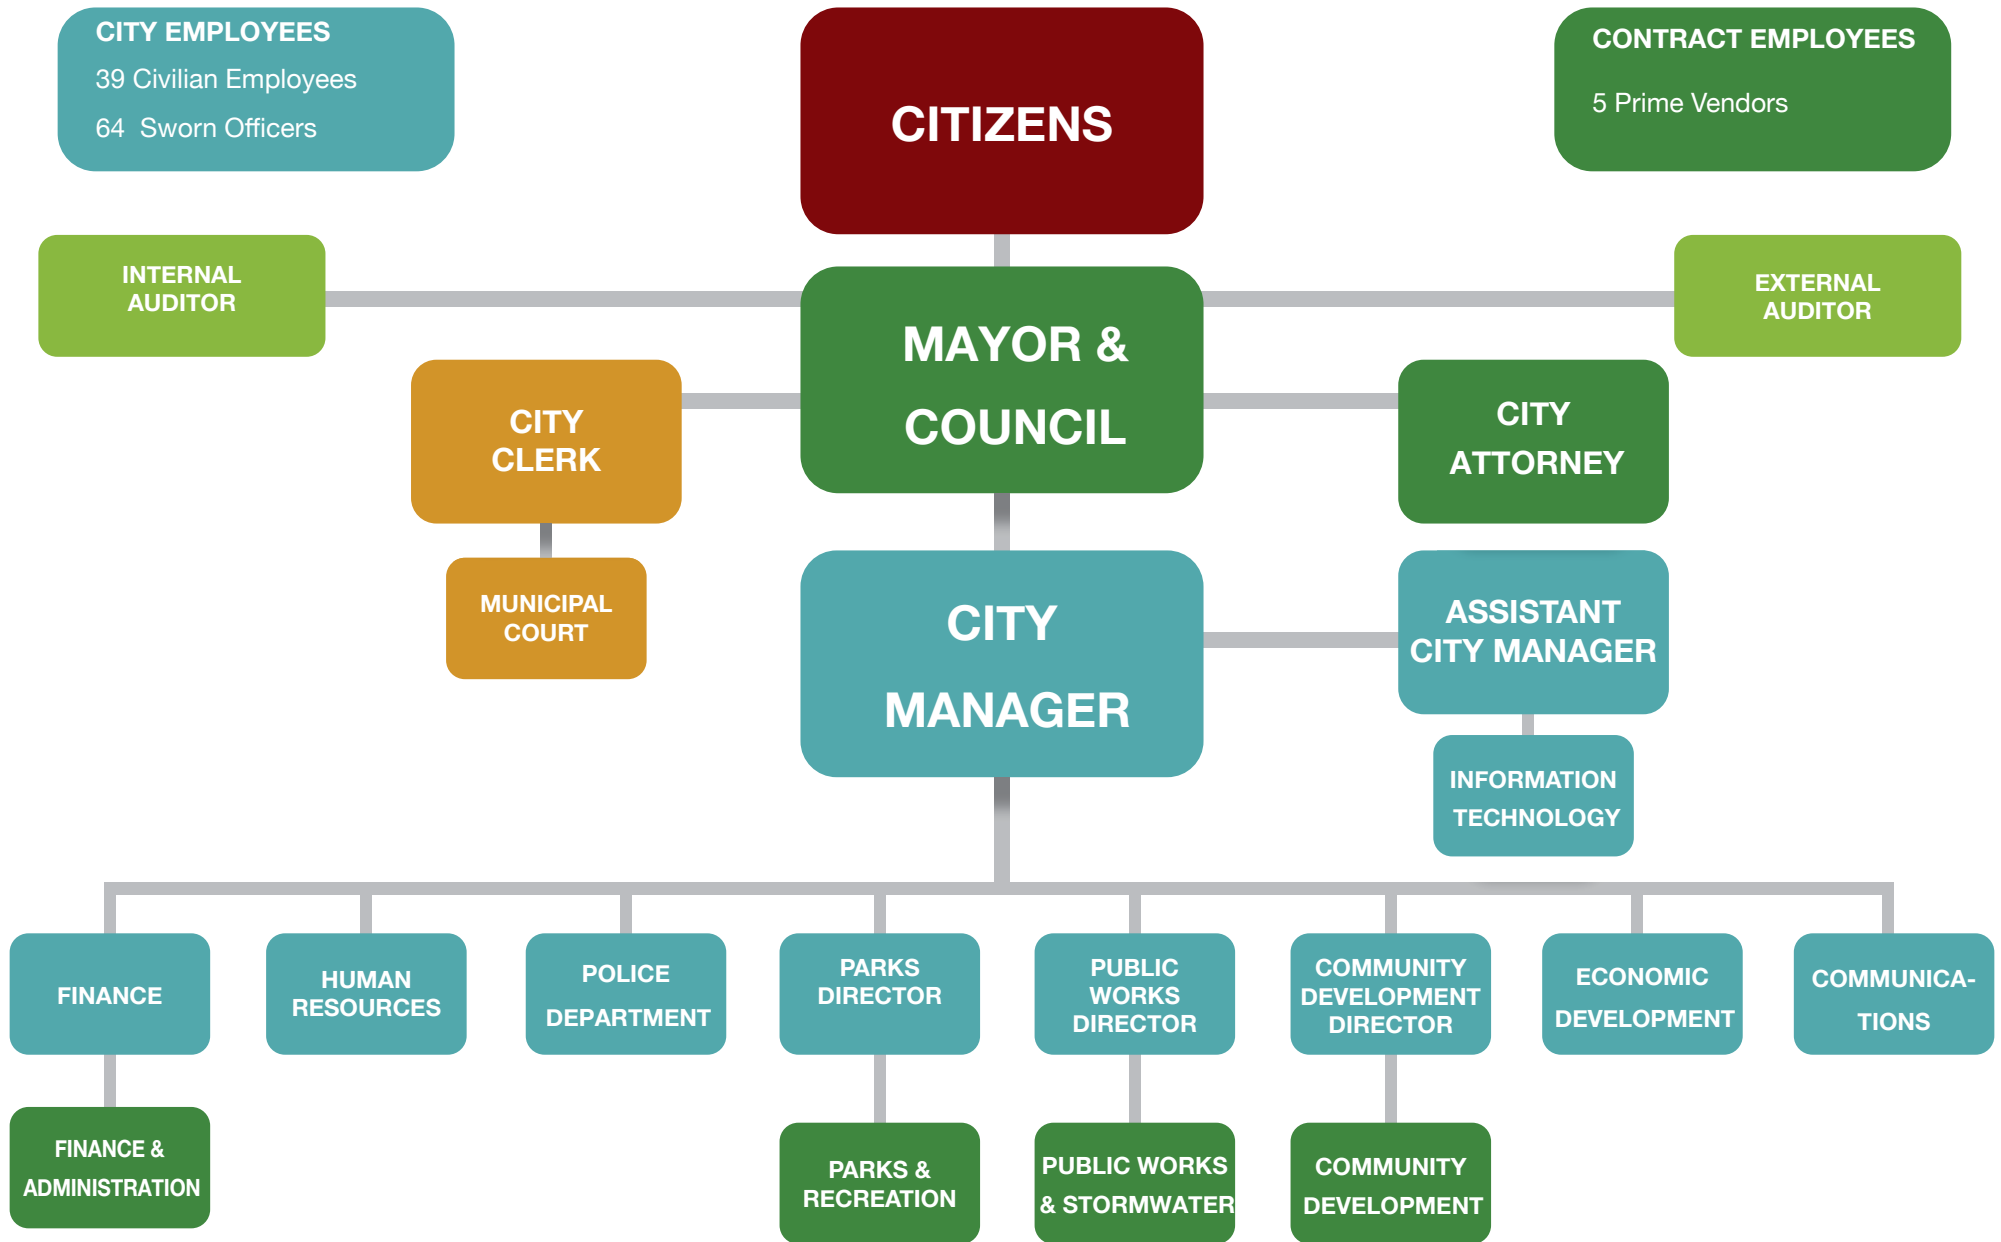 CITY EMPLOYEES
39 Civilian Employees
64 Sworn Officers
CITIZENS
CONTRACT EMPLOYEES
5 Prime Vendors
INTERNAL
AUDITOR
EXTERNAL
AUDITOR
MAYOR &
COUNCIL
CITY
CLERK
CITY
ATTORNEY
MUNICIPAL
COURT
CITY
MANAGER
ASSISTANT
CITY MANAGER
INFORMATION
TECHNOLOGY
FINANCE
HUMAN
RESOURCES
POLICE
DEPARTMENT
PARKS
DIRECTOR
PUBLIC
WORKS
DIRECTOR
COMMUNITY
DEVELOPMENT
DIRECTOR
ECONOMIC
DEVELOPMENT
COMMUNICA-
TIONS
FINANCE &
ADMINISTRATION
PARKS &
RECREATION
PUBLIC WORKS
& STORMWATER
COMMUNITY
DEVELOPMENT